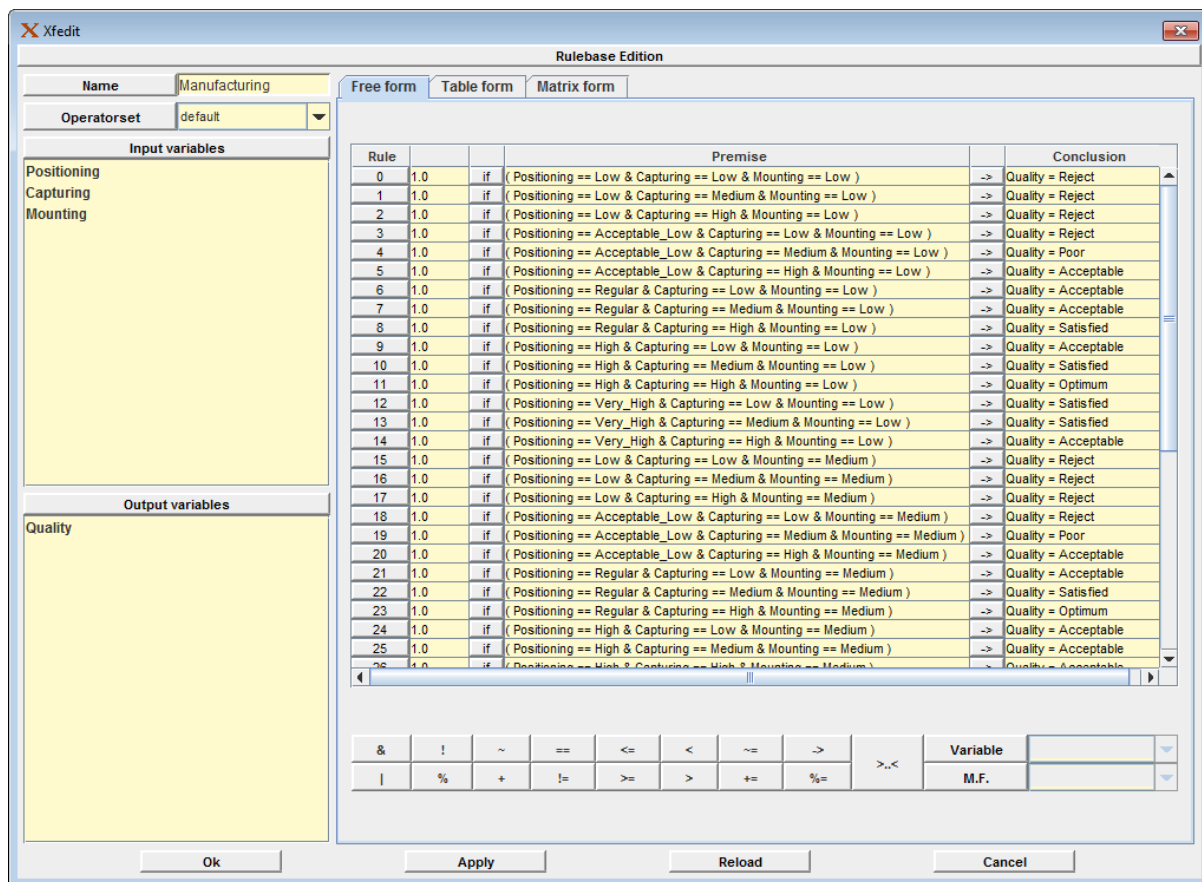 Xfedit
Rulebase Edition
Name Manufacturing
Operatorset default
Input variables
Positioning
Capturing
Mounting
Output variables
Quality
Free form Table form Matrix form
Rule Premise Conclusion
0 1.0 if ( Positioning == Low & Capturing == Low & Mounting == Low ) -> Quality = Reject
1 1.0 if ( Positioning == Low & Capturing == Medium & Mounting == Low ) -> Quality = Reject
2 1.0 if ( Positioning == Low & Capturing == High & Mounting == Low ) -> Quality = Reject
3 1.0 if ( Positioning == Acceptable_Low & Capturing == Low & Mounting == Low ) -> Quality = Reject
4 1.0 if ( Positioning == Acceptable_Low & Capturing == Medium & Mounting == Low ) -> Quality = Poor
5 1.0 if ( Positioning == Acceptable_Low & Capturing == High & Mounting == Low ) -> Quality = Acceptable
6 1.0 if ( Positioning == Regular & Capturing == Low & Mounting == Low ) -> Quality = Acceptable
7 1.0 if ( Positioning == Regular & Capturing == Medium & Mounting == Low ) -> Quality = Acceptable
8 1.0 if ( Positioning == Regular & Capturing == High & Mounting == Low ) -> Quality = Satisfied
9 1.0 if ( Positioning == High & Capturing == Low & Mounting == Low ) -> Quality = Acceptable
10 1.0 if ( Positioning == High & Capturing == Medium & Mounting == Low ) -> Quality = Satisfied
11 1.0 if ( Positioning == High & Capturing == High & Mounting == Low ) -> Quality = Optimum
12 1.0 if ( Positioning == Very_High & Capturing == Low & Mounting == Low ) -> Quality = Satisfied
13 1.0 if ( Positioning == Very_High & Capturing == Medium & Mounting == Low ) -> Quality = Satisfied
14 1.0 if ( Positioning == Very_High & Capturing == High & Mounting == Low ) -> Quality = Acceptable
15 1.0 if ( Positioning == Low & Capturing == Low & Mounting == Medium ) -> Quality = Reject
16 1.0 if ( Positioning == Low & Capturing == Medium & Mounting == Medium ) -> Quality = Reject
17 1.0 if ( Positioning == Low & Capturing == High & Mounting == Medium ) -> Quality = Reject
18 1.0 if ( Positioning == Acceptable_Low & Capturing == Low & Mounting == Medium ) -> Quality = Reject
19 1.0 if ( Positioning == Acceptable_Low & Capturing == Medium & Mounting == Medium ) -> Quality = Poor
20 1.0 if ( Positioning == Acceptable_Low & Capturing == High & Mounting == Medium ) -> Quality = Acceptable
21 1.0 if ( Positioning == Regular & Capturing == Low & Mounting == Medium ) -> Quality = Acceptable
22 1.0 if ( Positioning == Regular & Capturing == Medium & Mounting == Medium ) -> Quality = Satisfied
23 1.0 if ( Positioning == Regular & Capturing == High & Mounting == Medium ) -> Quality = Optimum
24 1.0 if ( Positioning == High & Capturing == Low & Mounting == Medium ) -> Quality = Acceptable
25 1.0 if ( Positioning == High & Capturing == Medium & Mounting == Medium ) -> Quality = Acceptable
26 1.0 if ( Positioning == High & Capturing == High & Mounting == Medium ) -> Quality = Acceptable
& ! ~ == <= < ~= -> >..< Variable
| % + != >= > += %= M.F.
Ok Apply Reload Cancel